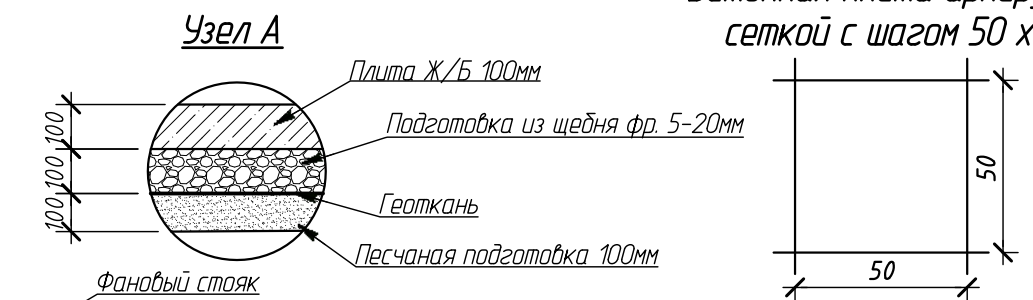 Узел А
сеткой с шагом 50 х
Плита Ж/Б 100мм
Подготовка из щебня фр. 5-20мм
Геоткань
Песчаная подготовка 100мм
Фановый стояк
100
100
100
50
50